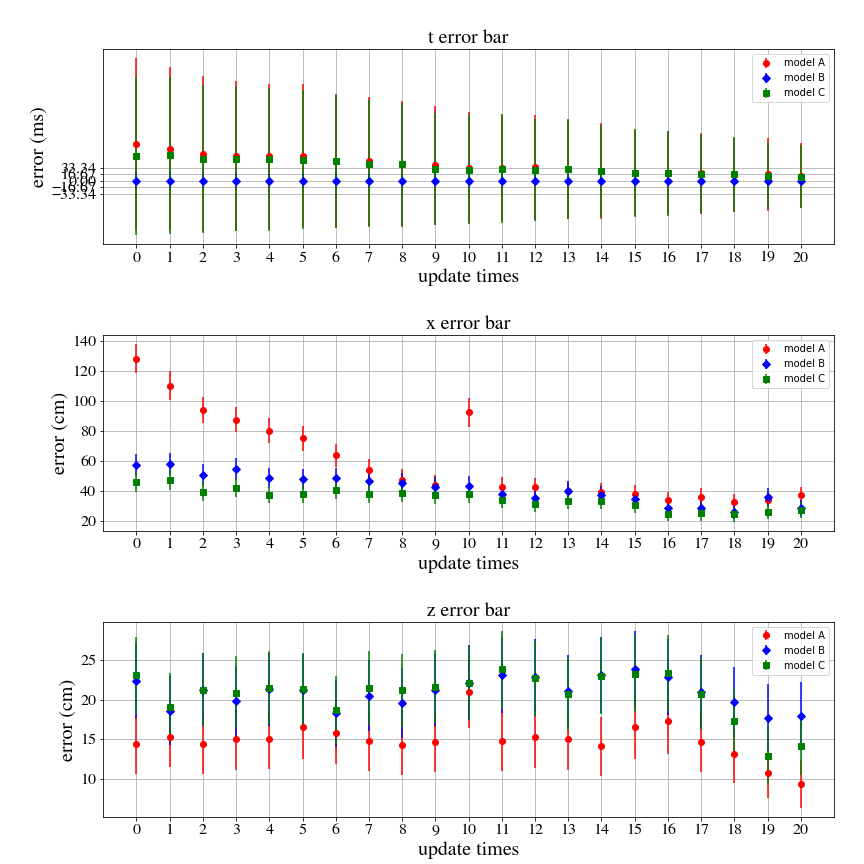 t error bar
error (ms)
33.34
16.67
0.00
−16.67
−33.34
model A
model B
model C
0 1 2 3 4 5 6 7 8 9 10 11 12 13 14 15 16 17 18 19 20
update times
x error bar
error (cm)
140
120
100
80
60
40
20
model A
model B
model C
0 1 2 3 4 5 6 7 8 9 10 11 12 13 14 15 16 17 18 19 20
update times
z error bar
error (cm)
25
20
15
10
model A
model B
model C
0 1 2 3 4 5 6 7 8 9 10 11 12 13 14 15 16 17 18 19 20
update times